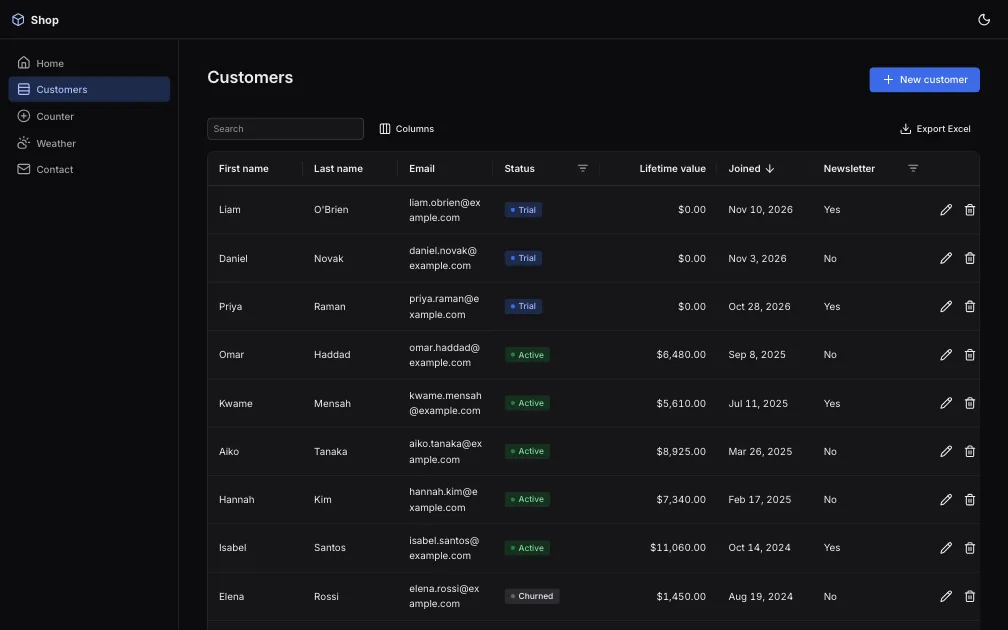 Shop
Home
Customers
Counter
Weather
Contact
Customers
New customer
Search
Columns
Export Excel
First name Last name Email Status Lifetime value Joined Newsletter
Liam O'Brien liam.obrien@ex
ample.com Trial $0.00 Nov 10, 2026 Yes
Daniel Novak daniel.novak@
example.com Trial $0.00 Nov 3, 2026 No
Priya Raman priya.raman@e
xample.com Trial $0.00 Oct 28, 2026 Yes
Omar Haddad omar.haddad@
example.com Active $6,480.00 Sep 8, 2025 No
Kwame Mensah kwame.mensah
@example.com Active $5,610.00 Jul 11, 2025 Yes
Aiko Tanaka aiko.tanaka@ex
ample.com Active $8,925.00 Mar 26, 2025 No
Hannah Kim hannah.kim@e
xample.com Active $7,340.00 Feb 17, 2025 No
Isabel Santos isabel.santos@
example.com Active $11,060.00 Oct 14, 2024 Yes
Elena Rossi elena.rossi@ex
ample.com Churned $1,450.00 Aug 19, 2024 No